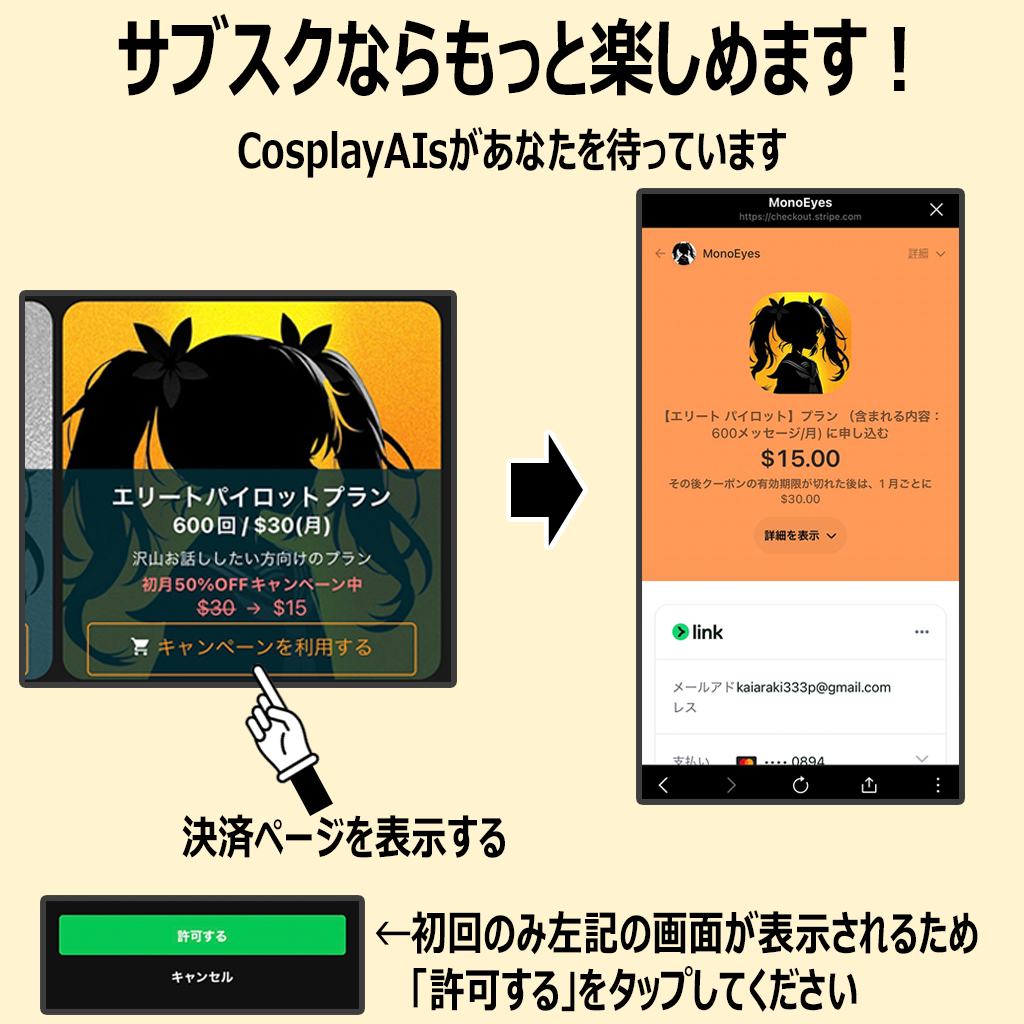 サブスクならもっと楽しめます！
CosplayAIsがあなたを待っています
エリートパイロットプラン
600回 / $30(月)
沢山お話ししたい方向けのプラン
初月50%OFFキャンペーン中
$30 → $15
キャンペーンを利用する
決済ページを表示する
MonoEyes
https://checkout.stripe.com
MonoEyes
詳細
【エリート パイロット】プラン （含まれる内容：
600メッセージ/月) に申し込む
$15.00
その後クーポンの有効期限が切れた後は、1 月ごとに
$30.00
詳細を表示
link
メールアドkaiaraki333p@gmail.com
レス
支払い •••• 0894
許可する
キャンセル
←初回のみ左記の画面が表示されるため
「許可する」をタップしてください